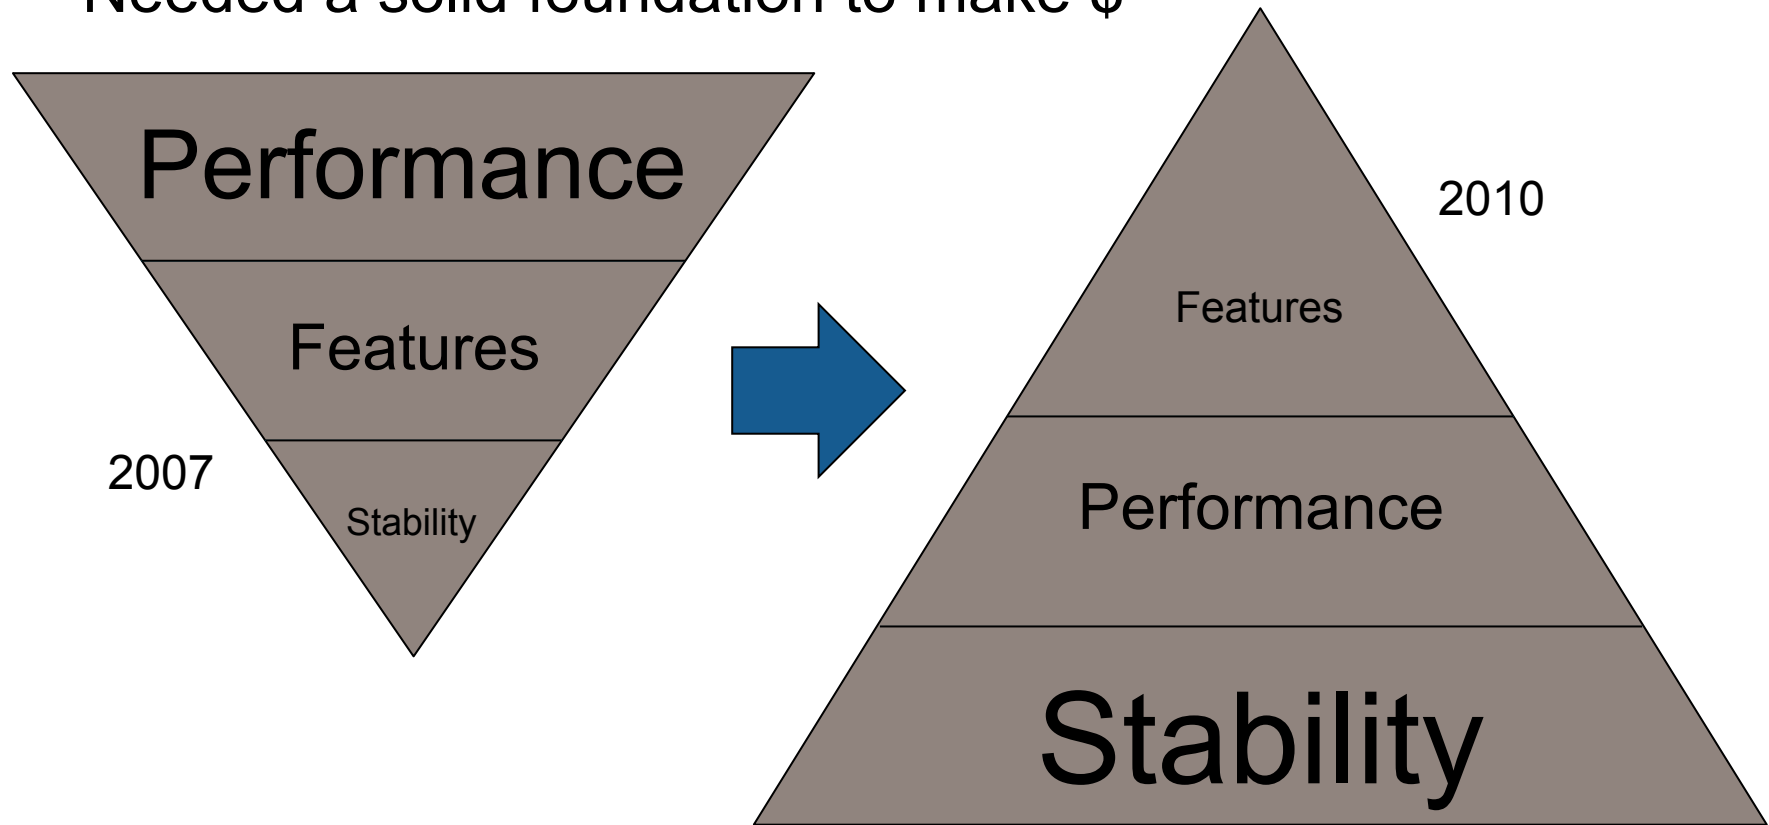 Needed a solid foundation to make $
Performance
Features
2007
Stability
2010
Features
Performance
Stability